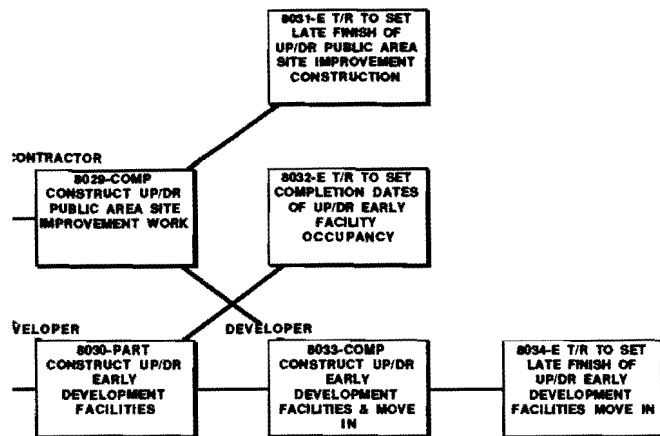 8031-E T/R TO SET
LATE FINISH OF
UP/DR PUBLIC AREA
SITE IMPROVEMENT
CONSTRUCTION
CONTRACTOR
8029-COMP
CONSTRUCT UP/DR
PUBLIC AREA SITE
IMPROVEMENT WORK
8032-E T/R TO SET
COMPLETION DATES
OF UP/DR EARLY
FACILITY
OCCUPANCY
VELOPER
8030-PART
CONSTRUCT UP/DR
EARLY
DEVELOPMENT
FACILITIES
DEVELOPER
8033-COMP
CONSTRUCT UP/DR
EARLY
DEVELOPMENT
FACILITIES & MOVE
IN
8034-E T/R TO SET
LATE FINISH OF
UP/DR EARLY
DEVELOPMENT
FACILITIES MOVE IN